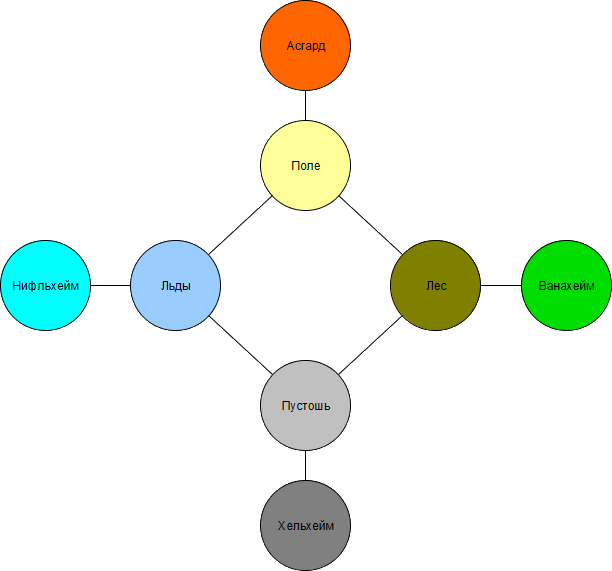 Асгард
Поле
Нифльхейм
Льды
Лес
Ванахейм
Пустошь
Хельхейм